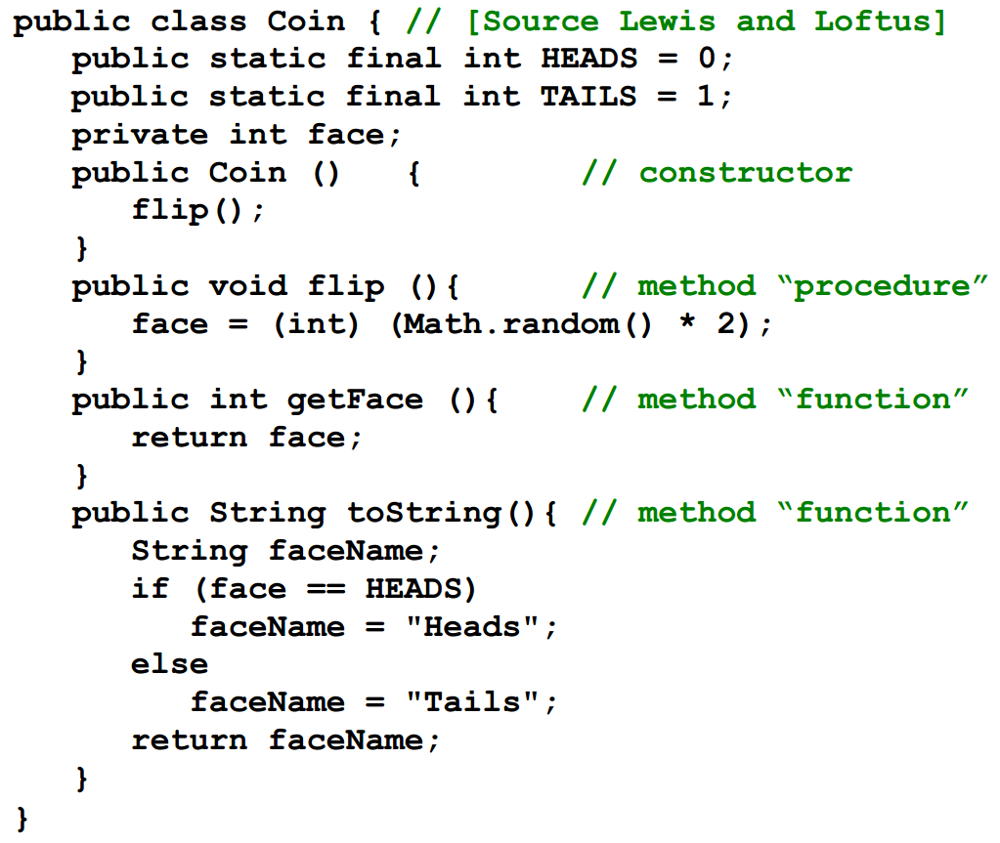 public class Coin { // [Source Lewis and Loftus]
   public static final int HEADS = 0;
   public static final int TAILS = 1;
   private int face;
   public Coin ()   {        // constructor
      flip();
   }
   public void flip (){      // method “procedure”
      face = (int) (Math.random() * 2);
   }
   public int getFace (){    // method “function”
      return face;
   }
   public String toString(){ // method “function”
      String faceName;
      if (face == HEADS)
         faceName = "Heads";
      else
         faceName = "Tails";
      return faceName;
   }
}